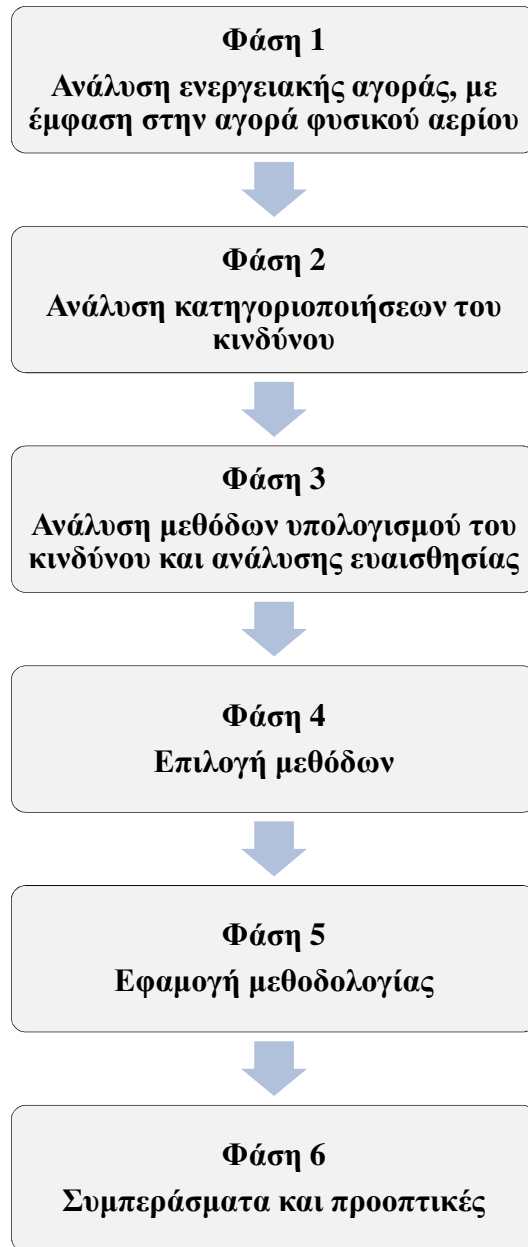 Φάση 1
Ανάλυση ενεργειακής αγοράς, με
έμφαση στην αγορά φυσικού αερίου
Φάση 2
Ανάλυση κατηγοριοποιήσεων του
κινδύνου
Φάση 3
Ανάλυση μεθόδων υπολογισμού του
κινδύνου και ανάλυσης ευαισθησίας
Φάση 4
Επιλογή μεθόδων
Φάση 5
Εφαμογή μεθοδολογίας
Φάση 6
Συμπεράσματα και προοπτικές